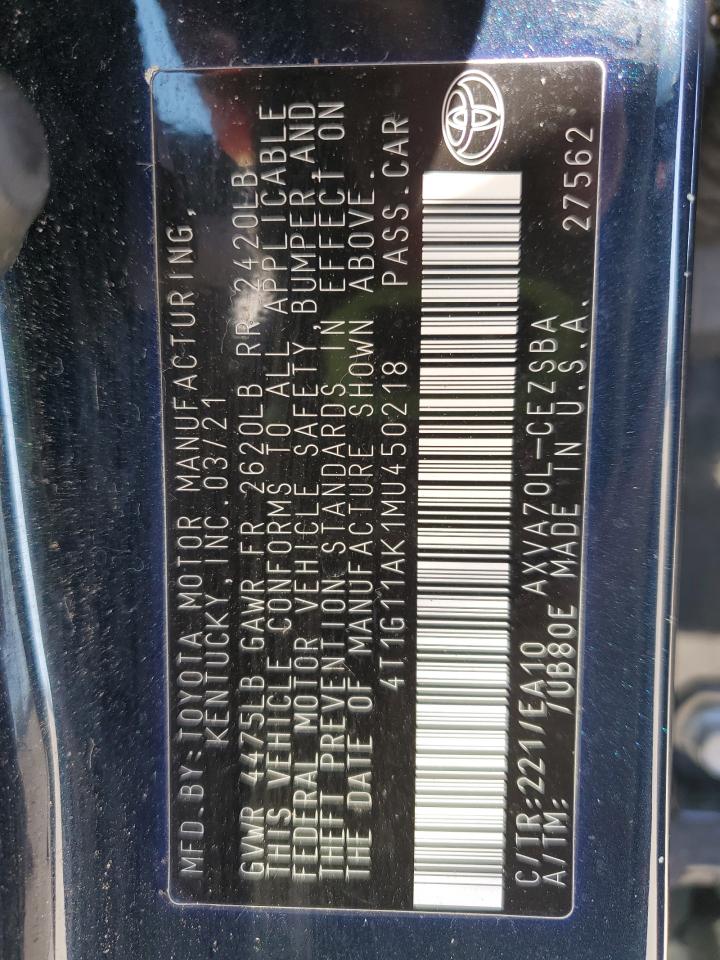 MFD.BY:TOYOTA MOTOR MANUFACTURING,
KENTUCKY,INC.03/21
GVWR 4475LB GAWR FR 2620LB RR 2420LB
THIS VEHICLE CONFORMS TO ALL APPLICABLE
FEDERAL MOTOR VEHICLE SAFETY, BUMPER AND
THEFT PREVENTION STANDARDS IN EFFECT ON
THE DATE OF MANUFACTURE SHOWN ABOVE.
4T1G11AK1MU450218 PASS.CAR
C/TR:221/EA10 AXVA70L-CEZSBA
A/TM: /UB80E MADE IN U.S.A. 27562